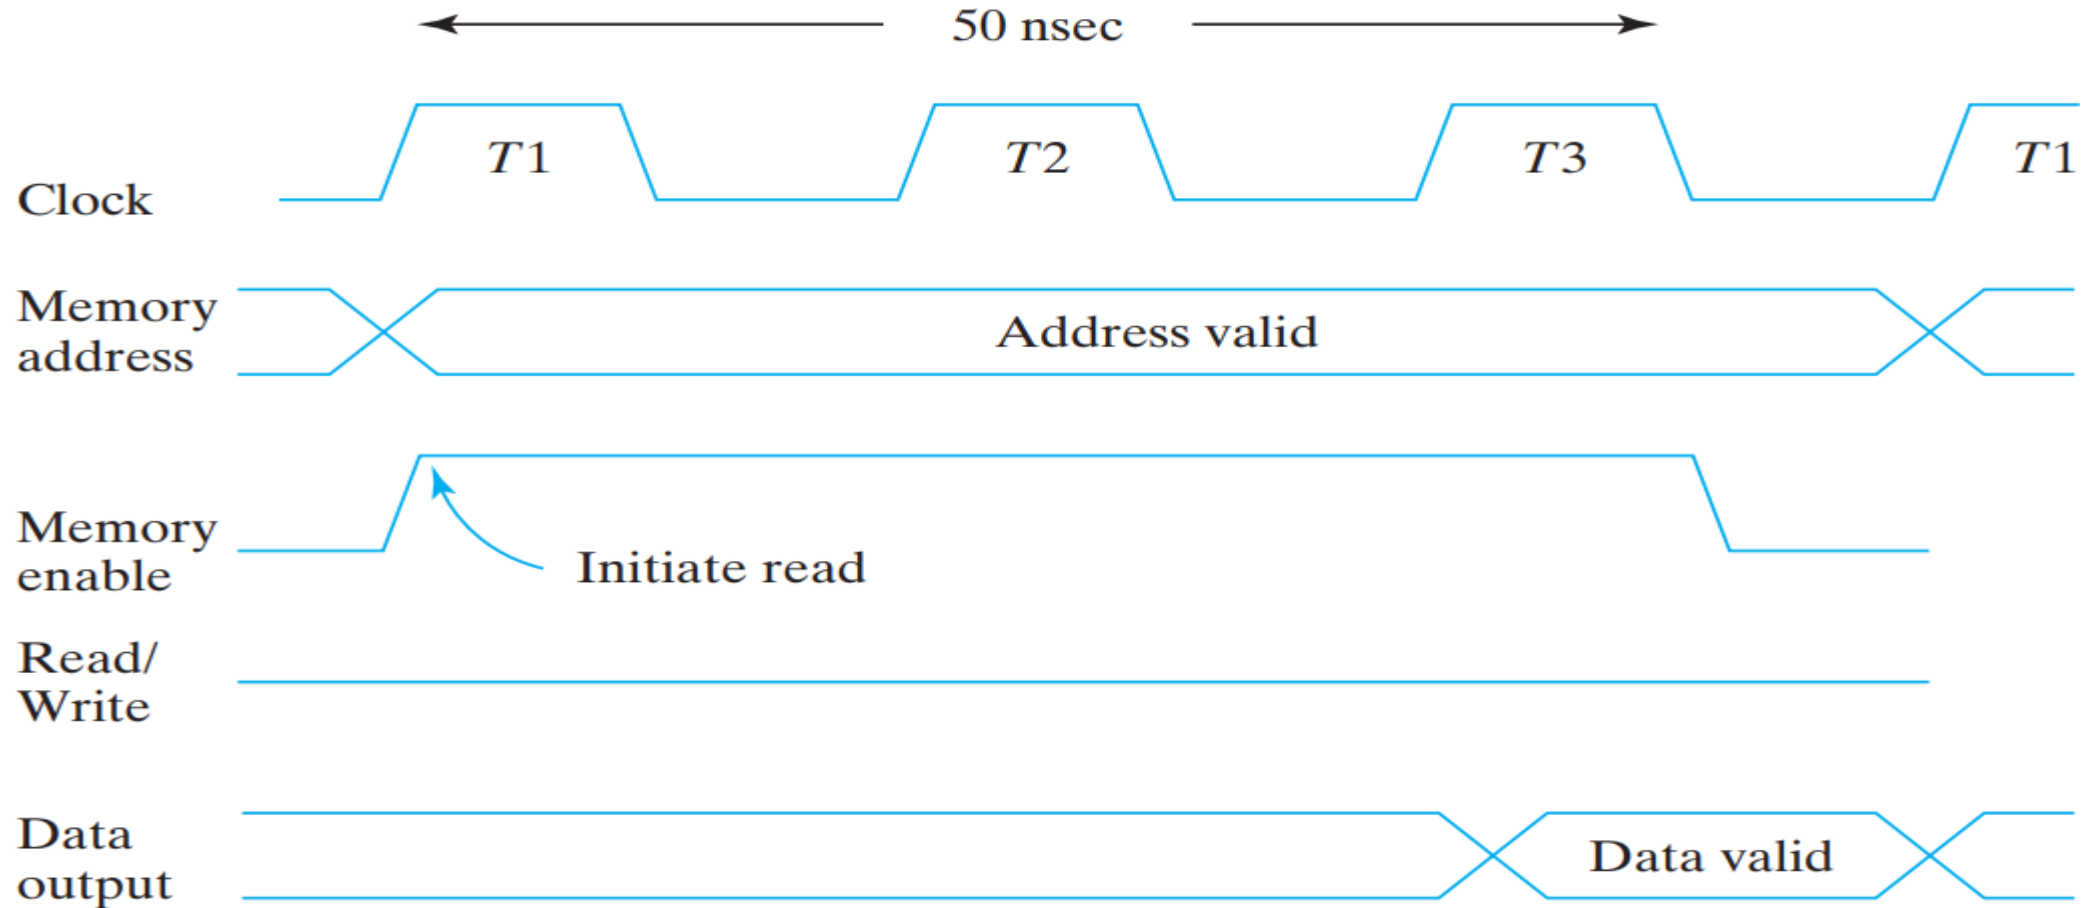 50 nsec
T1
T2
T3
T1
Clock
Memory
address
Address valid
Memory
enable
Initiate read
Read/
Write
Data
output
Data valid